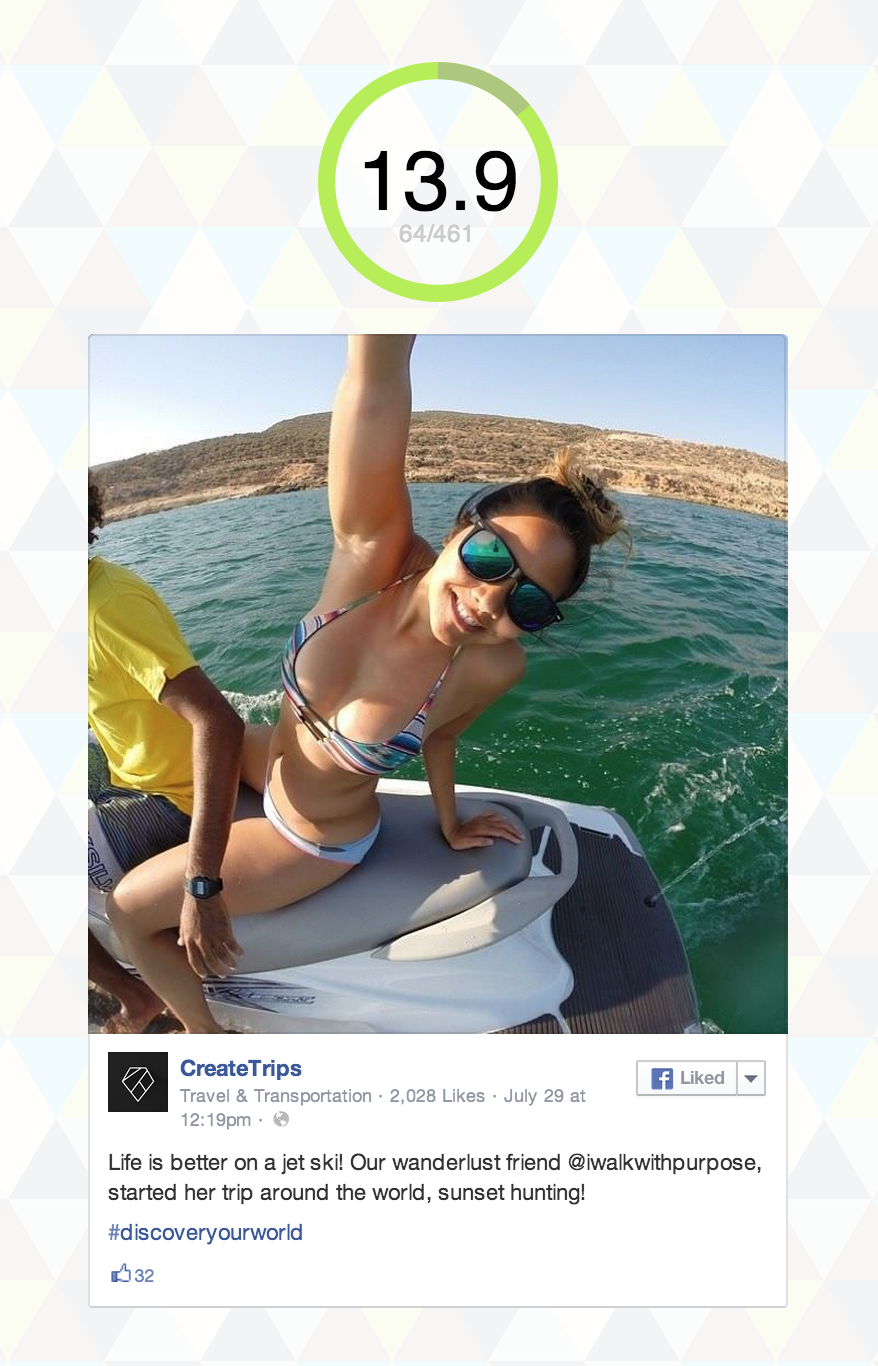 13.9
64/461
CreateTrips
Liked
Travel & Transportation · 2,028 Likes · July 29 at
12:19pm ·
Life is better on a jet ski! Our wanderlust friend @iwalkwithpurpose,
started her trip around the world, sunset hunting!
#discoveryourworld
32